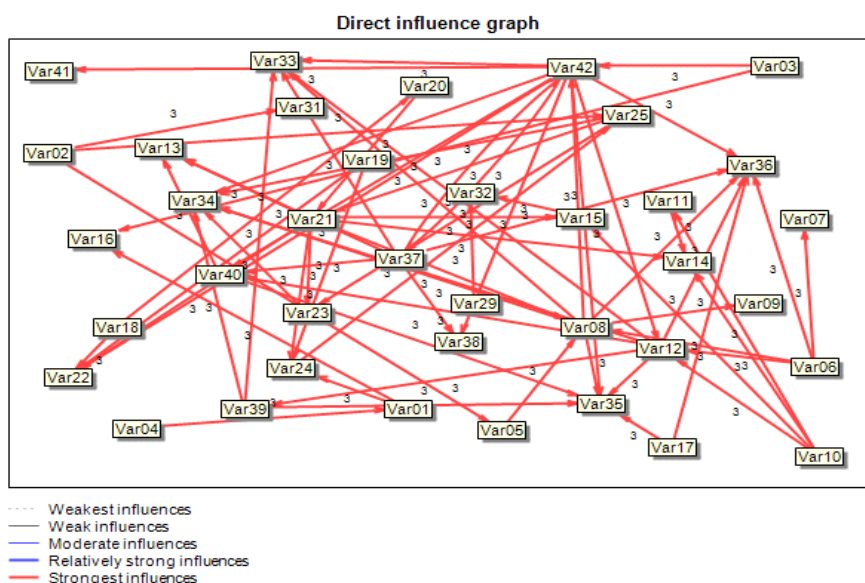 Direct influence graph
Var33
Var42
Var03
Var41
Var20
Var31
Var25
Var02
Var13
Var19
Var36
Var32
Var34
Var11
Var21
Var15
Var07
Var16
Var37
Var14
Var40
Var29
Var09
Var23
Var18
Var08
Var38
Var12
Var22
Var24
Var06
Var39
Var01
Var35
Var04
Var05
Var17
Var10
Weakest influences
Weak influences
Moderate influences
Relatively strong influences
Strongest influences